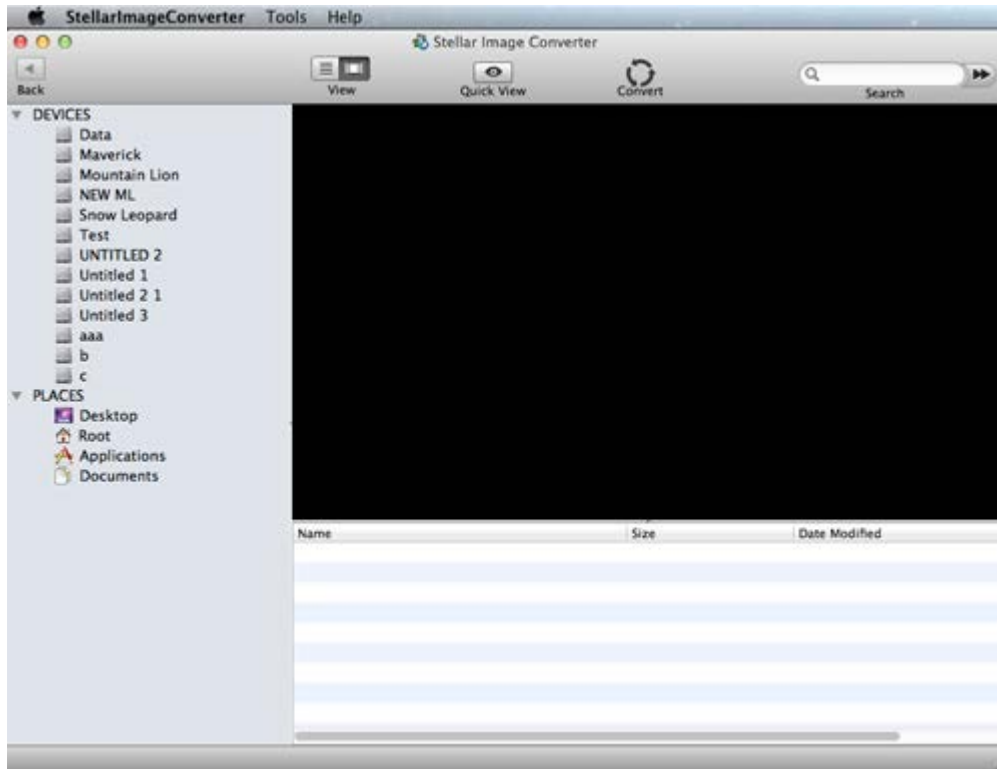 StellarImageConverter Tools Help
Stellar Image Converter
Back View Quick View Convert Search
DEVICES
Data
Maverick
Mountain Lion
NEW ML
Snow Leopard
Test
UNTITLED 2
Untitled 1
Untitled 2 1
Untitled 3
aaa
b
c
PLACES
Desktop
Root
Applications
Documents
Name Size Date Modified